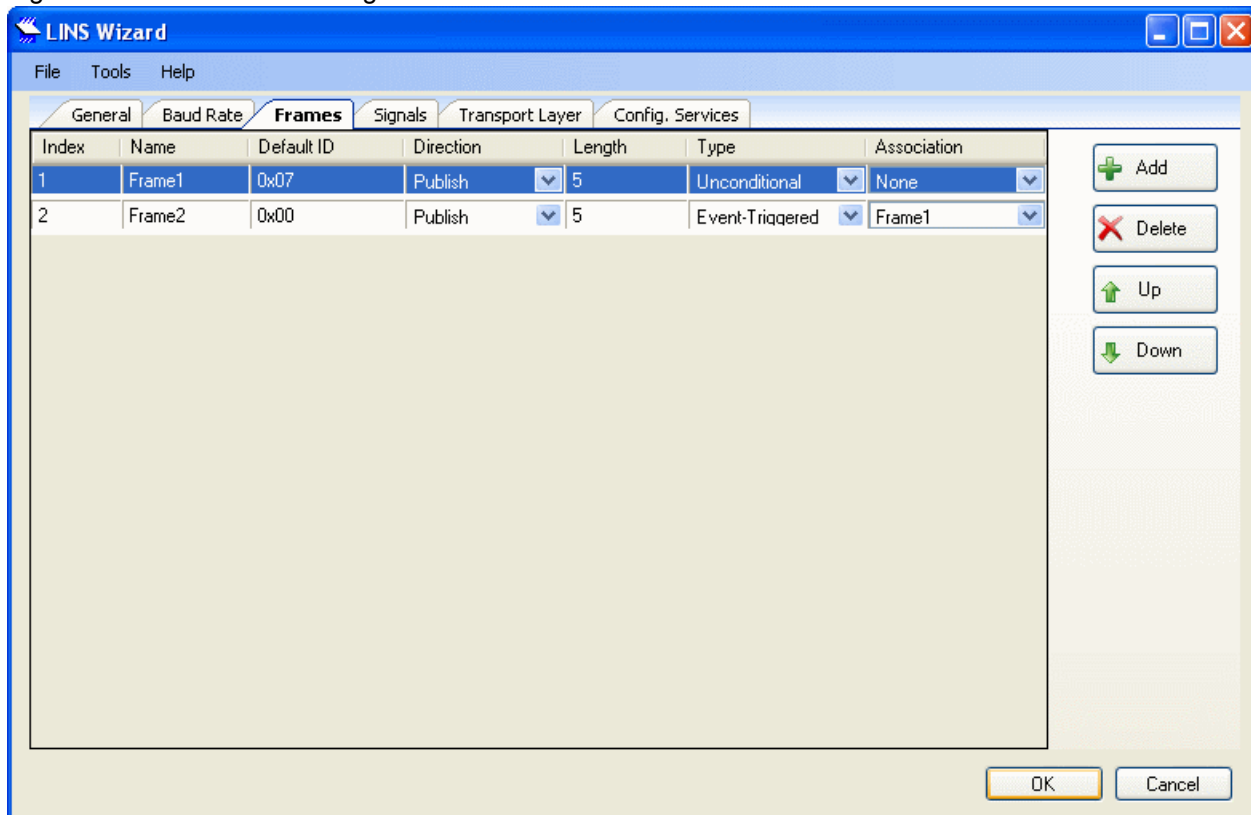 LINS Wizard
File Tools Help
General Baud Rate Frames Signals Transport Layer Config. Services
Index Name Default ID Direction Length Type Association
1 Frame1 0x07 Publish 5 Unconditional None
2 Frame2 0x00 Publish 5 Event-Triggered Frame1
Add
Delete
Up
Down
OK Cancel